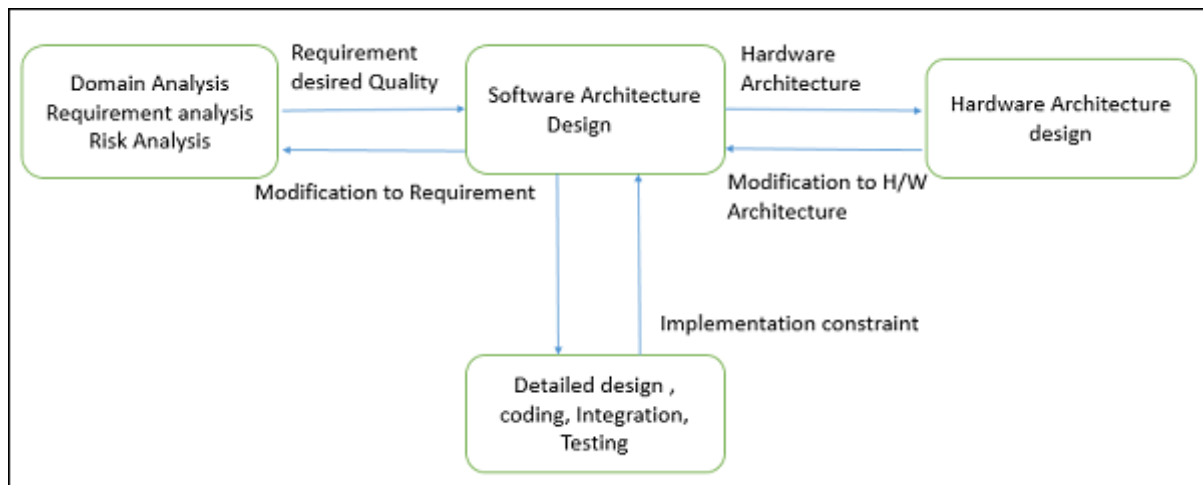 Domain Analysis
Requirement analysis
Risk Analysis
Requirement
desired Quality
Modification to Requirement
Software Architecture
Design
Hardware
Architecture
Modification to H/W
Architecture
Hardware Architecture
design
Implementation constraint
Detailed design ,
coding, Integration,
Testing